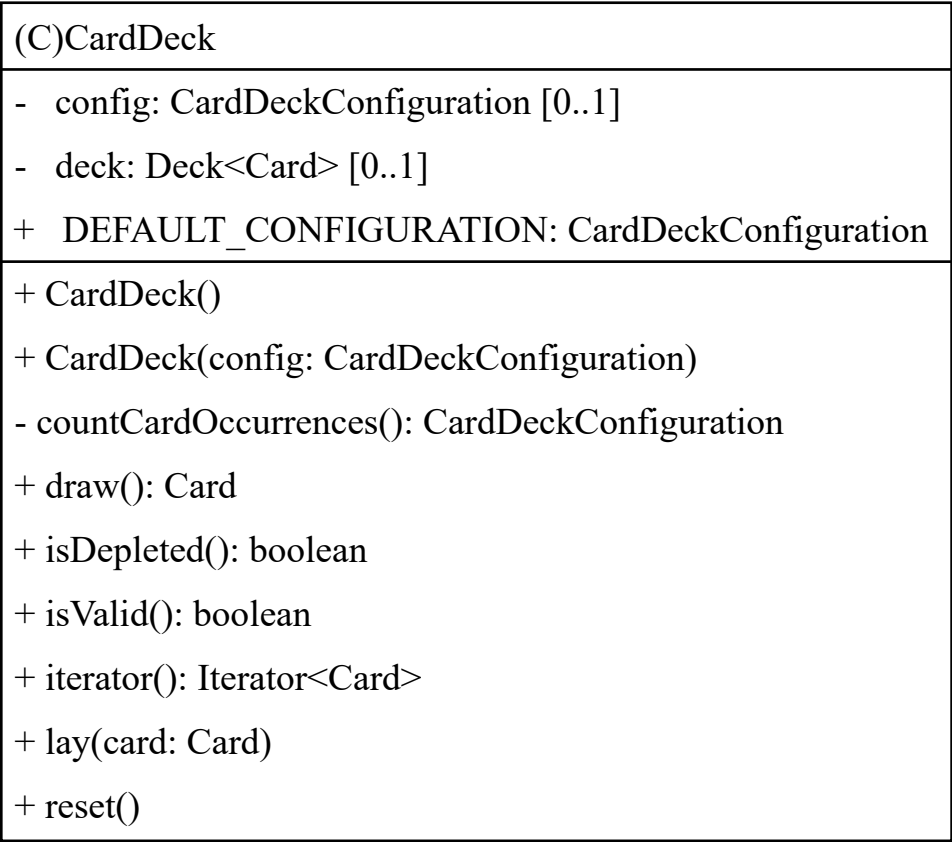 (C)CardDeck
- config: CardDeckConfiguration [0..1]
- deck: Deck<Card> [0..1]
+ DEFAULT_CONFIGURATION: CardDeckConfiguration
+ CardDeck()
+ CardDeck(config: CardDeckConfiguration)
- countCardOccurrences(): CardDeckConfiguration
+ draw(): Card
+ isDepleted(): boolean
+ isValid(): boolean
+ iterator(): Iterator<Card>
+ lay(card: Card)
+ reset()